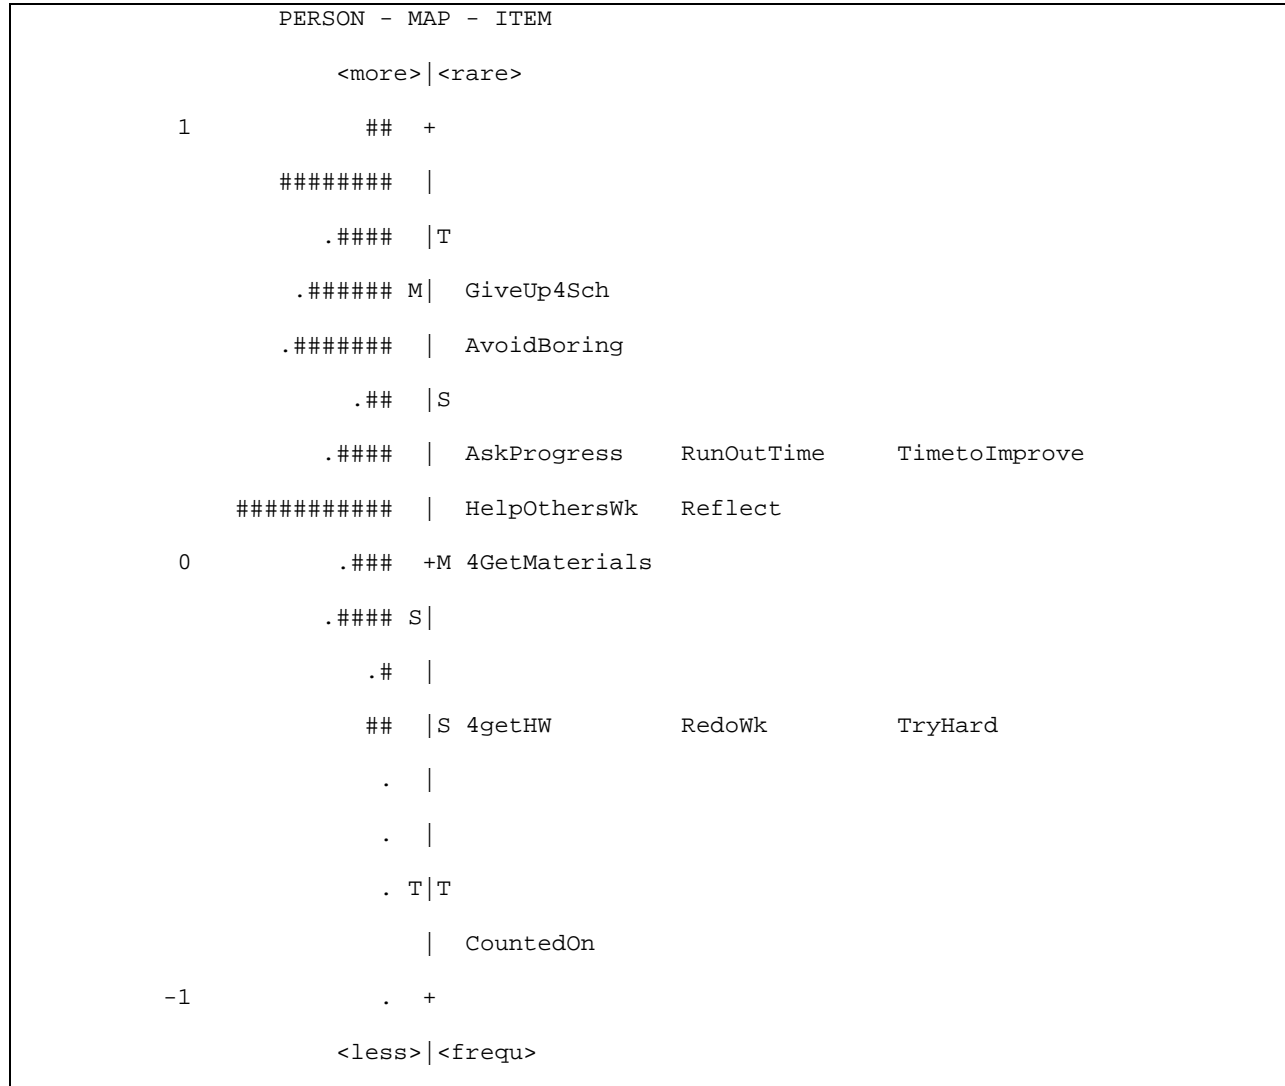 PERSON - MAP - ITEM
<more>|<rare>
1 ## +
######## |
.#### |T
.###### M| GiveUp4Sch
.####### | AvoidBoring
.## |S
.#### | AskProgress RunOutTime TimetoImprove
########### | HelpOthersWk Reflect
0 .### +M 4GetMaterials
.#### S|
.# |
## |S 4getHW RedoWk TryHard
. |
. |
. T|T
| CountedOn
-1 . +
<less>|<frequ>